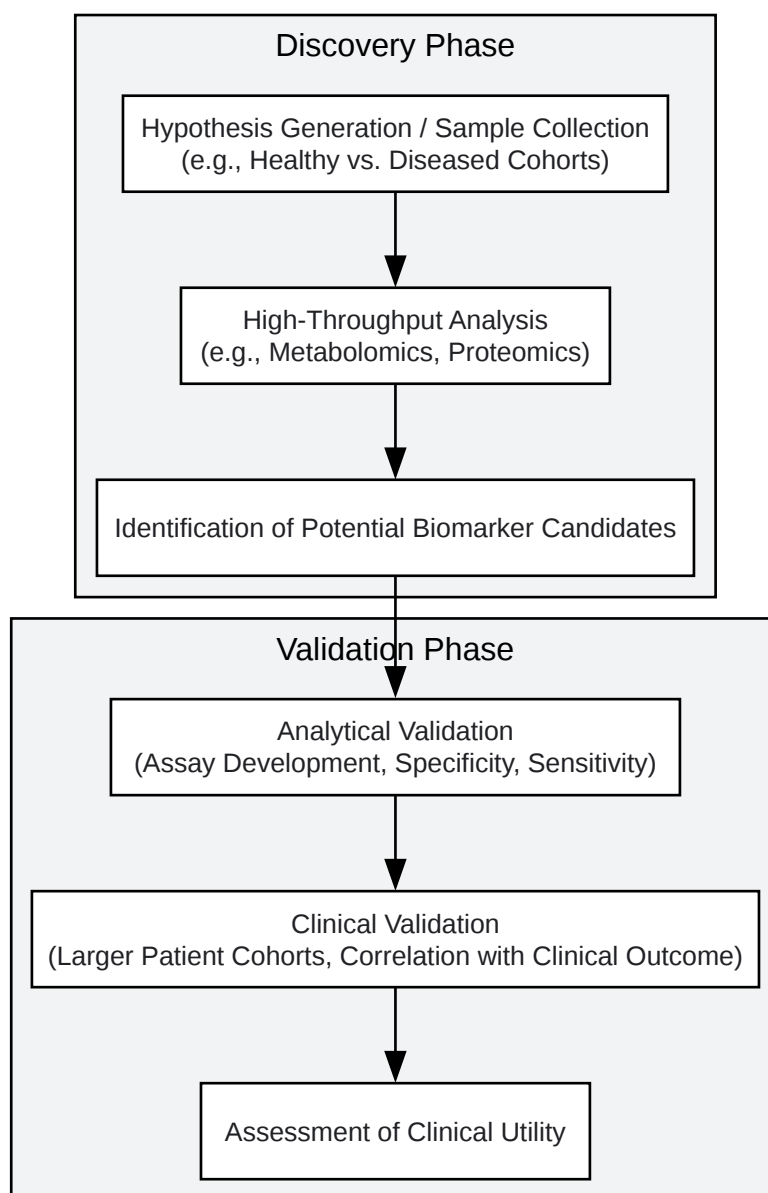 Discovery Phase
Hypothesis Generation / Sample Collection
(e.g., Healthy vs. Diseased Cohorts)
High-Throughput Analysis
(e.g., Metabolomics, Proteomics)
Identification of Potential Biomarker Candidates
Validation Phase
Analytical Validation
(Assay Development, Specificity, Sensitivity)
Clinical Validation
(Larger Patient Cohorts, Correlation with Clinical Outcome)
Assessment of Clinical Utility